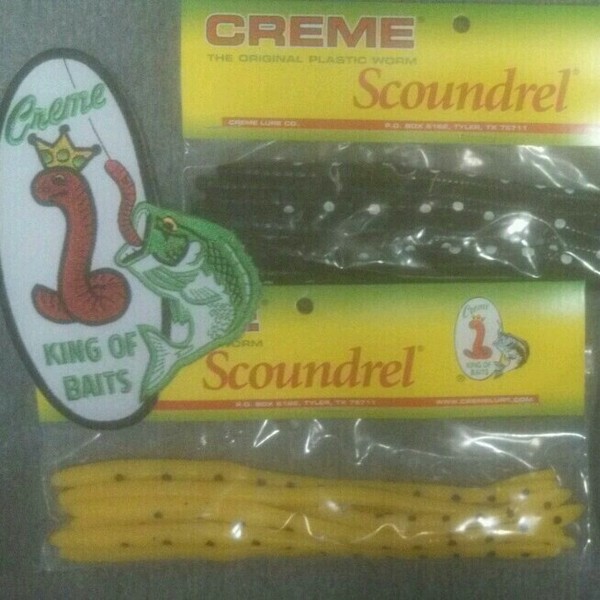 CREME®
THE ORIGINAL PLASTIC WORM
Scoundrel®
CREME LURE CO. P.O. BOX 6162, TYLER, TX 75711
Creme
KING OF
BAITS
WORM
Scoundrel®
Creme
KING OF
BAITS
P.O. BOX 6162, TYLER, TX 75711 WWW.CREMELURE.COM